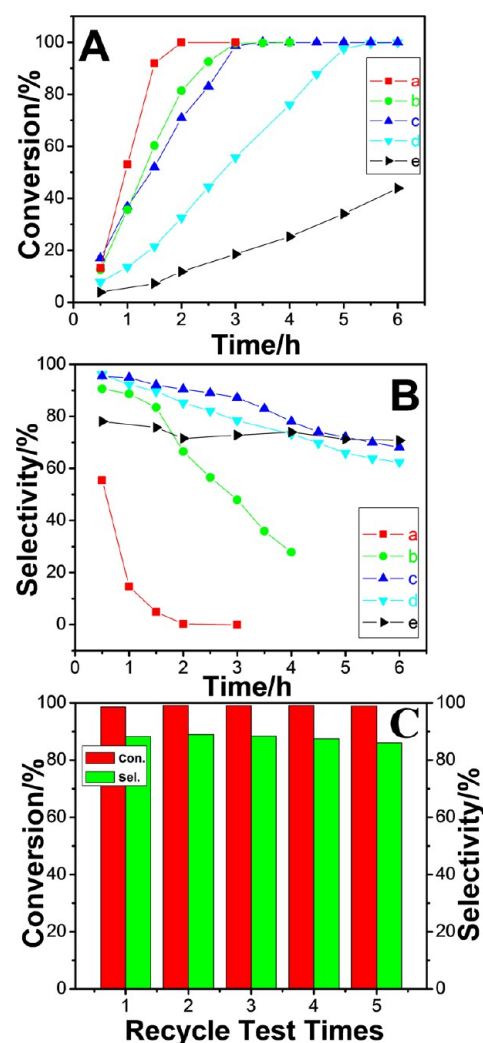 A
Conversion/%
100
80
60
40
20
0
a
b
c
d
e
0 1 2 3 4 5 6
Time/h
B
Selectivity/%
100
80
60
40
20
0
a
b
c
d
e
0 1 2 3 4 5 6
Time/h
C
Conversion/%
100
80
60
40
20
0
Con.
Sel.
100
80
60
40
20
0
Selectivity/%
1 2 3 4 5
Recycle Test Times